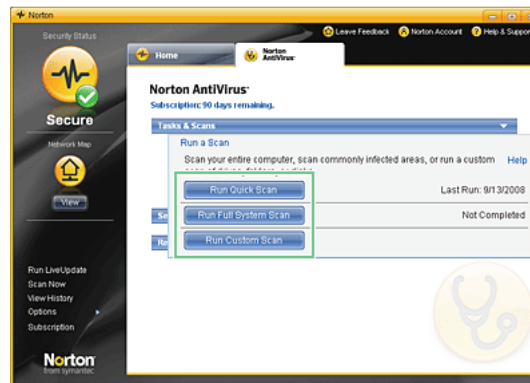 Norton
Security Status
Leave Feedback
Norton Account
Help & Suppor
Home
Norton AntiVirus
Secure
Norton AntiVirus
Subscription: 90 days remaining.
Tasks & Scans
Run a Scan
Scan your entire computer, scan commonly infected areas, or run a custom
Help
Network Map
View
Run Quick Scan
Last Run: 9/13/2008
Se
Run Full System Scan
Not Completed
Re
Run Custom Scan
Run LiveUpdate
Scan Now
View History
Options
Subscription
Norton
from symantec